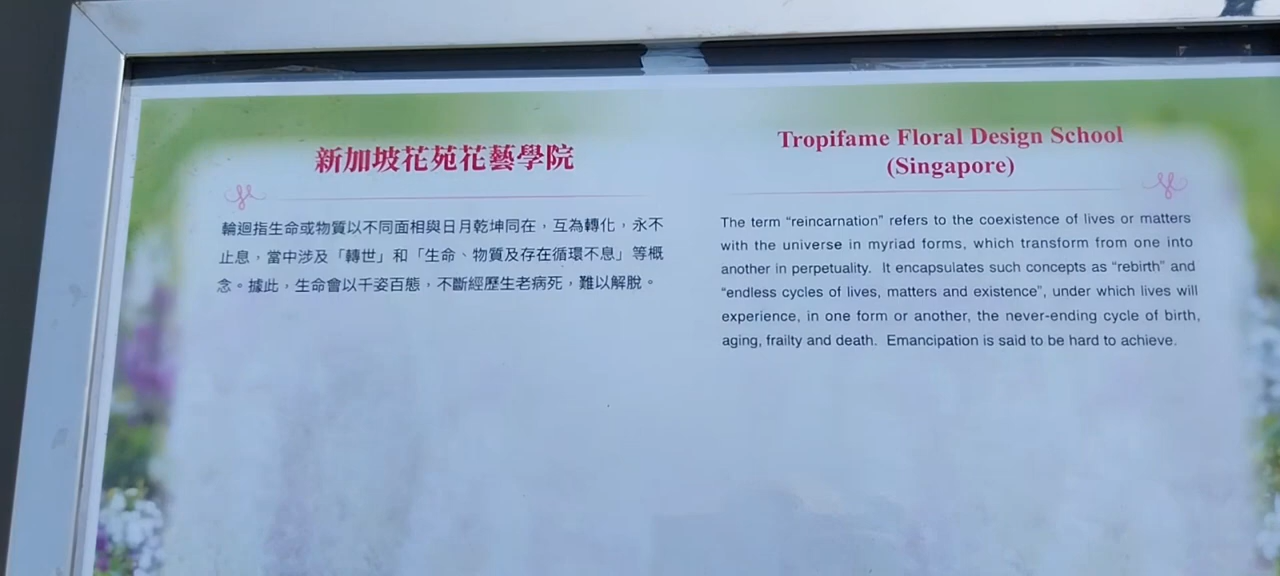 新加坡花苑花藝學院
輪迴指生命或物質以不同面相與日月乾坤同在，互為轉化，永不
止息，當中涉及「轉世」和「生命、物質及存在循環不息」等概
念。據此，生命會以千姿百態，不斷經歷生老病死，難以解脫。
Tropifame Floral Design School
(Singapore)
The term “reincarnation” refers to the coexistence of lives or matters
with the universe in myriad forms, which transform from one into
another in perpetuality. It encapsulates such concepts as “rebirth” and
“endless cycles of lives, matters and existence”, under which lives will
experience, in one form or another, the never-ending cycle of birth,
aging, frailty and death. Emancipation is said to be hard to achieve.